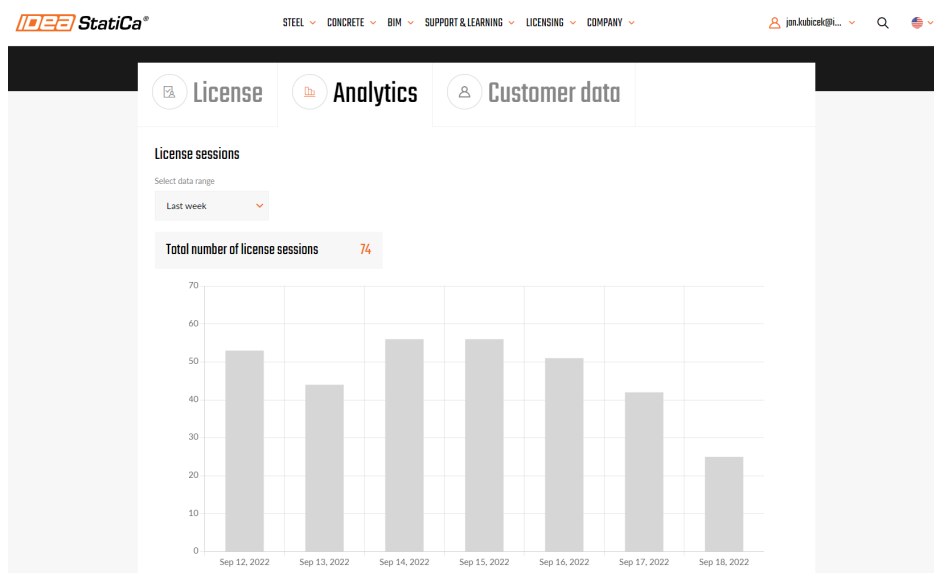 IDEA StatiCa®
STEEL CONCRETE BIM SUPPORT & LEARNING LICENSING COMPANY jan.kubicek@i...
License Analytics Customer data
License sessions
Select data range
Last week
Total number of license sessions 74
70
60
50
40
30
20
10
0
Sep 12, 2022 Sep 13, 2022 Sep 14, 2022 Sep 15, 2022 Sep 16, 2022 Sep 17, 2022 Sep 18, 2022